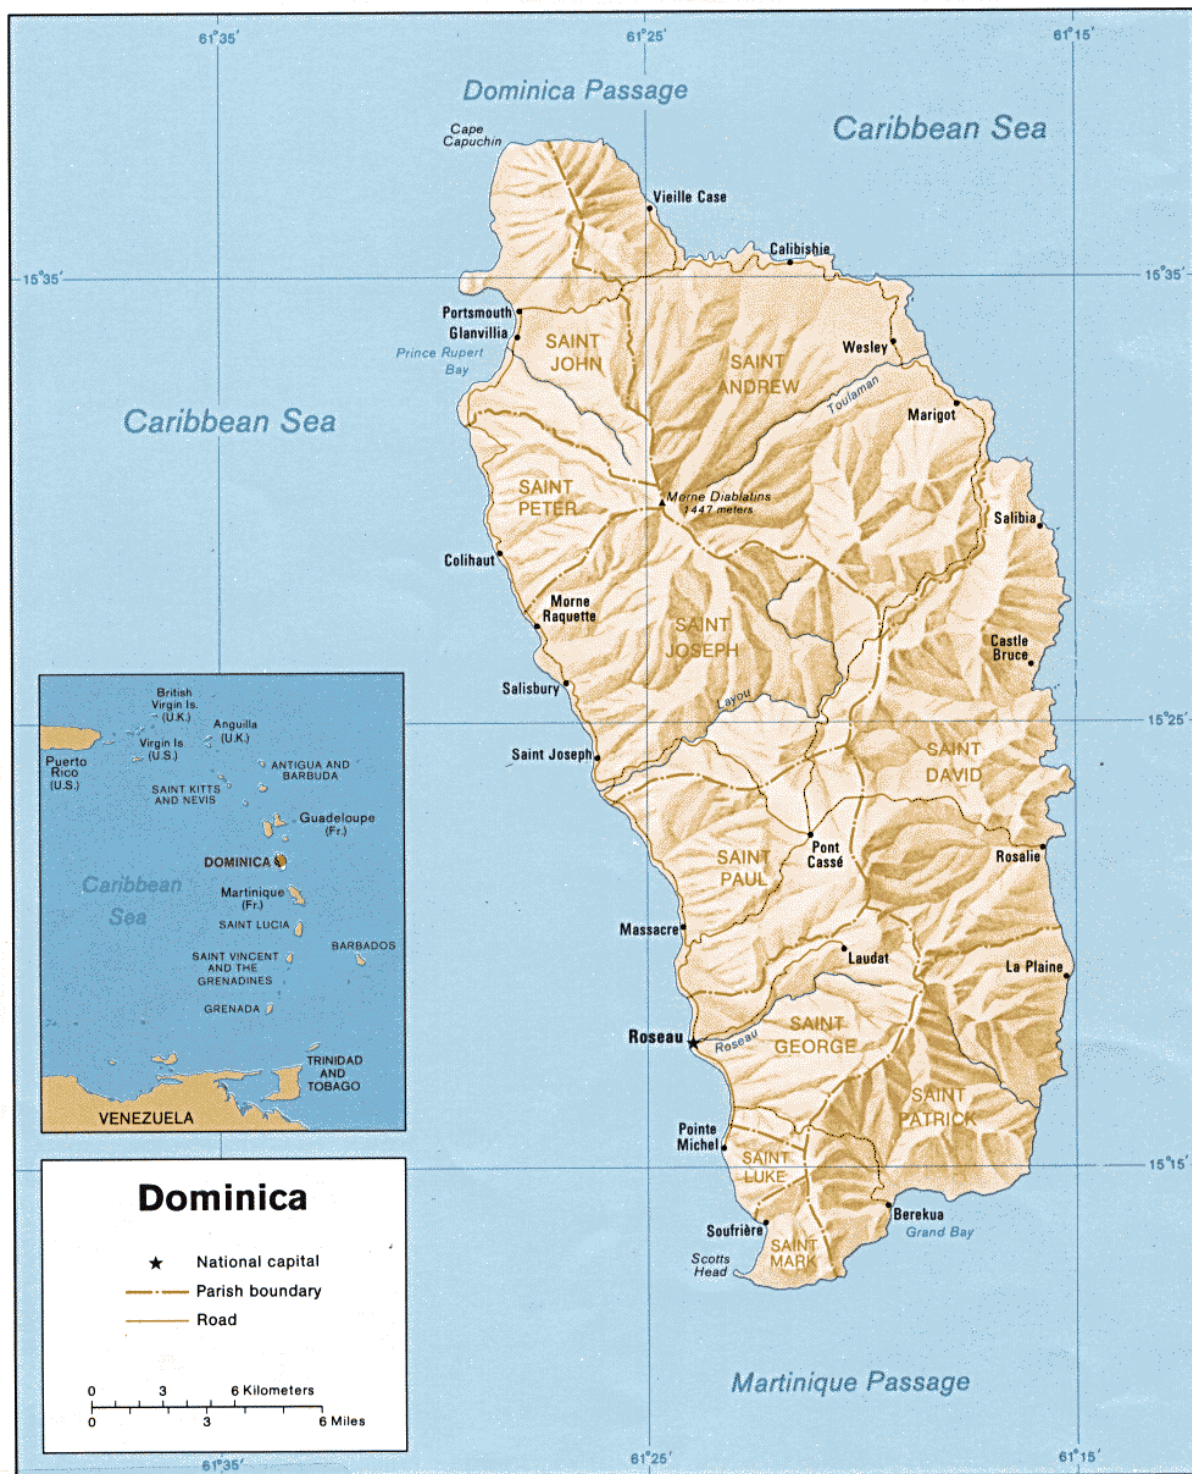 61°35′
61°25′
61°15′
Dominica Passage
Caribbean Sea
Cape
Capuchin
Vieille Case
Calibishie
15°35′
15°35′
Portsmouth
Glanvillia
Prince Rupert
Bay
SAINT
JOHN
SAINT
ANDREW
Wesley
Toulaman
Marigot
Caribbean Sea
SAINT
PETER
Morne Diablatins
1447 meters
Salibia
Colihaut
Morne
Raquette
SAINT
JOSEPH
Castle
Bruce
Salisbury
Layou
15°25′
Saint Joseph
SAINT
DAVID
Pont
Cassé
Rosalie
SAINT
PAUL
Massacre
Laudat
La Plaine
Roseau
Roseau
SAINT
GEORGE
SAINT
PATRICK
Pointe
Michel
SAINT
LUKE
15°15′
Soufrière
Berekua
Grand Bay
SAINT
MARK
Scotts
Head
Martinique Passage
British
Virgin Is.
(U.K.)
Anguilla
(U.K.)
Virgin Is
(U.S.)
Puerto
Rico
(U.S.)
ANTIGUA AND
BARBUDA
SAINT KITTS
AND NEVIS
Guadeloupe
(Fr.)
DOMINICA
Caribbean
Sea
Martinique
(Fr.)
SAINT LUCIA
BARBADOS
SAINT VINCENT
AND THE
GRENADINES
GRENADA
TRINIDAD
AND
TOBAGO
VENEZUELA
Dominica
National capital
Parish boundary
Road
0 3 6 Kilometers
0 3 6 Miles
61°35′
61°25′
61°15′